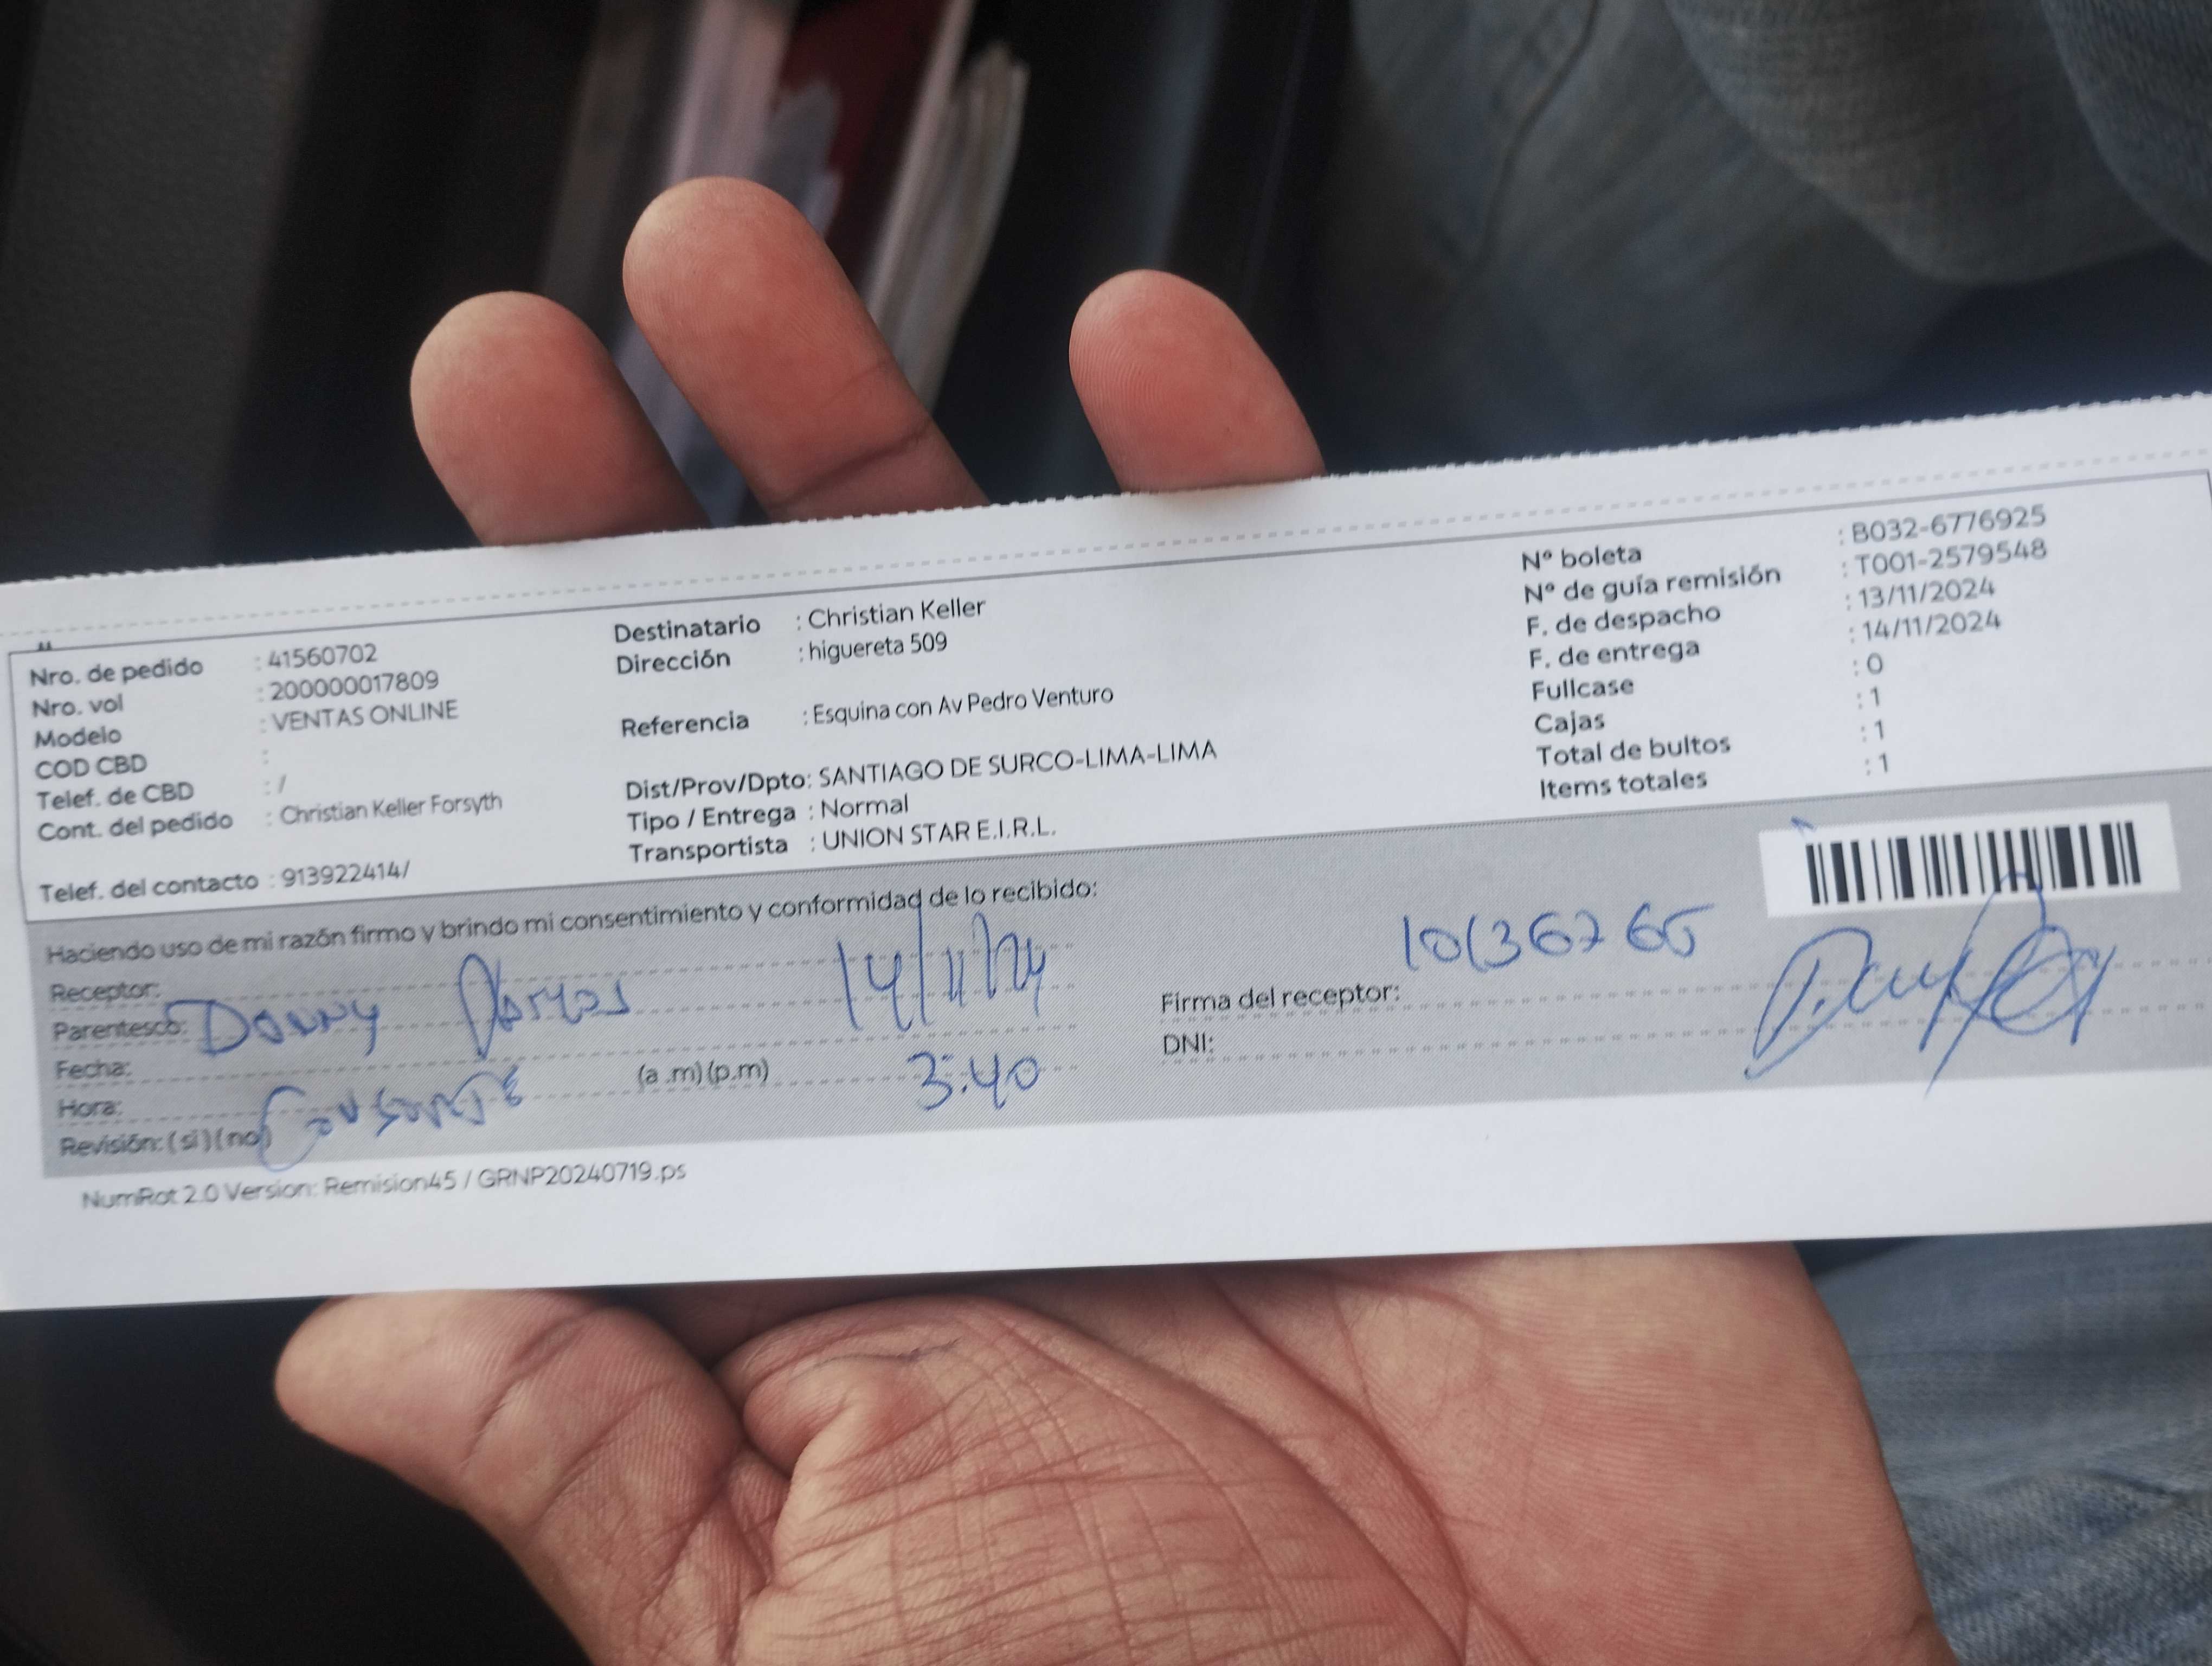 Nro. de pedido : 41560702
Nro. vol : 200000017809
Modelo : VENTAS ONLINE
COD CBD :
Telef. de CBD : /
Cont. del pedido : Christian Keller Forsyth
Telef. del contacto : 913922414/
Destinatario : Christian Keller
Dirección : higuereta 509
Referencia : Esquina con Av Pedro Venturo
Dist/Prov/Dpto: SANTIAGO DE SURCO-LIMA-LIMA
Tipo / Entrega : Normal
Transportista : UNION STAR E.I.R.L.
Nº boleta : B032-6776925
Nº de guía remisión : T001-2579548
F. de despacho : 13/11/2024
F. de entrega : 14/11/2024
Fullcase : 0
Cajas : 1
Total de bultos : 1
Items totales : 1
Haciendo uso de mi razón firmo y brindo mi consentimiento y conformidad de lo recibido:
Receptor:
Parentesco: Danny 14/11/24
Fecha:
Hora: (a .m) (p.m) 3:40
Revisión: (si) (no)
Firma del receptor:
DNI:
NumRot 2.0 Version: Remision45 / GRNP20240719.ps